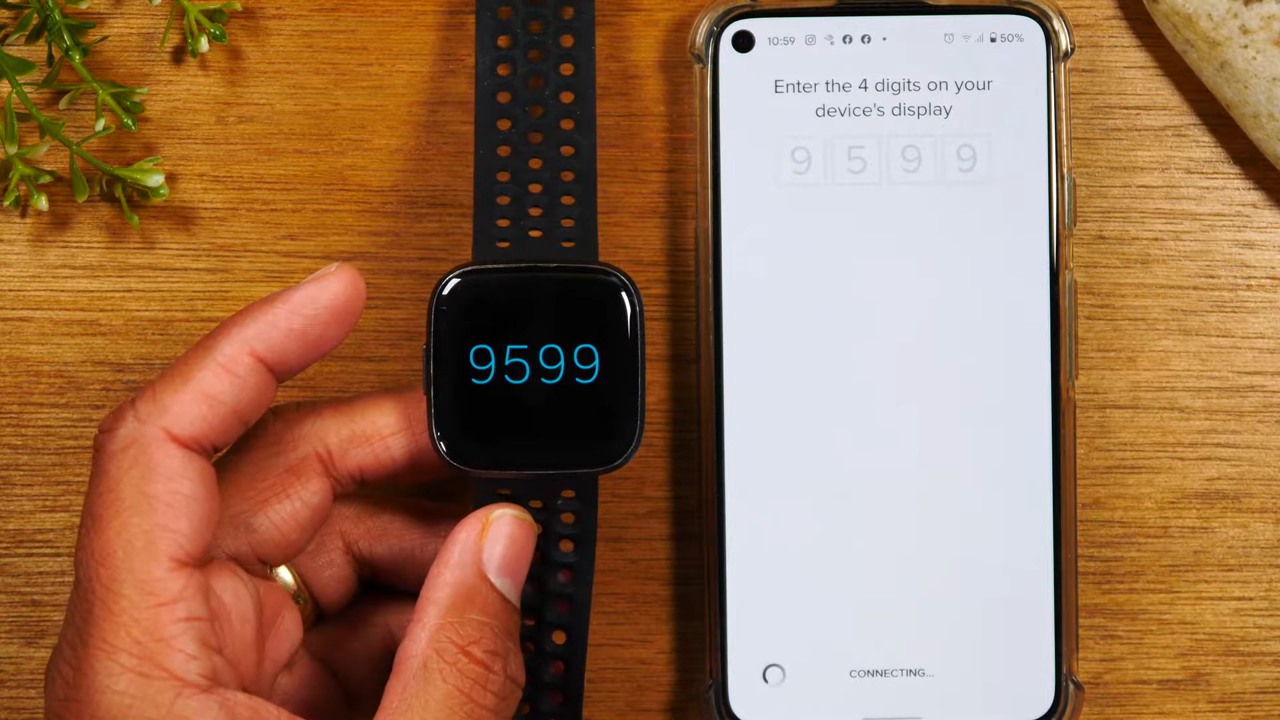 9599
10:59
50%
Enter the 4 digits on your
device's display
9 5 9 9
CONNECTING...